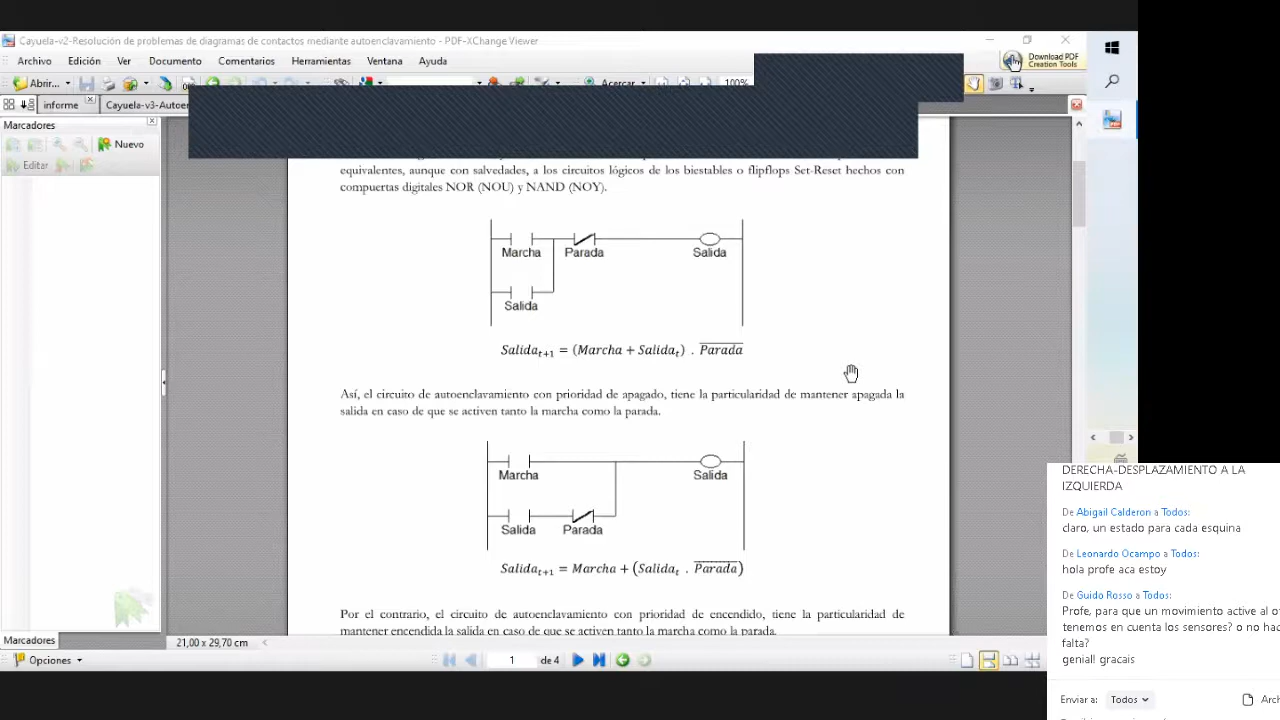 Cayuela-v2-Resolución de problemas de diagramas de contactos mediante autoenclavamiento - PDF-XChange Viewer
Archivo Edición Ver Documento Comentarios Herramientas Ventana Ayuda
Download PDF
Creation Tools
Abrir... Acercar 100%
informe Cayuela-v3-Autoen
Marcadores
Nuevo
Editar
equivalentes, aunque con salvedades, a los circuitos lógicos de los biestables o flipflops Set-Reset hechos con
compuertas digitales NOR (NOU) y NAND (NOY).
Marcha Parada Salida
Salida
Salida_{t+1} = (Marcha + Salida_t) . \overline{Parada}
Así, el circuito de autoenclavamiento con prioridad de apagado, tiene la particularidad de mantener apagada la
salida en caso de que se activen tanto la marcha como la parada.
Marcha Salida
Salida Parada
Salida_{t+1} = Marcha + (Salida_t . \overline{Parada})
Por el contrario, el circuito de autoenclavamiento con prioridad de encendido, tiene la particularidad de
mantener encendida la salida en caso de que se activen tanto la marcha como la parada.
Marcadores
21,00 x 29,70 cm
Opciones 1 de 4
DERECHA-DESPLAZAMIENTO A LA
IZQUIERDA
De Abigail Calderon a Todos:
claro, un estado para cada esquina
De Leonardo Ocampo a Todos:
hola profe aca estoy
De Guido Rosso a Todos:
Profe, para que un movimiento active al o
tenemos en cuenta los sensores? o no hac
falta?
genial! gracais
Enviar a: Todos Arch